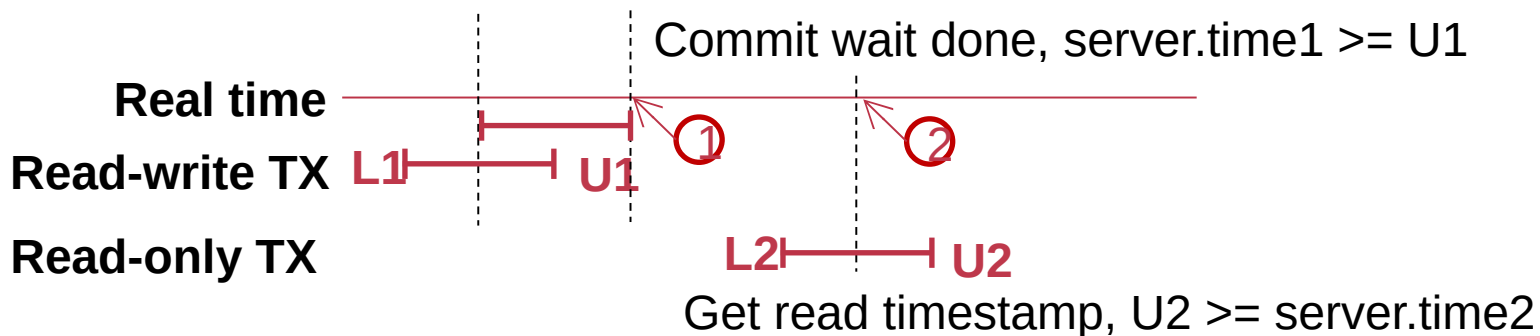 Commit wait done, server.time1 >= U1
Real time
1
2
Read-write TX
L1
U1
Read-only TX
L2
U2
Get read timestamp, U2 >= server.time2